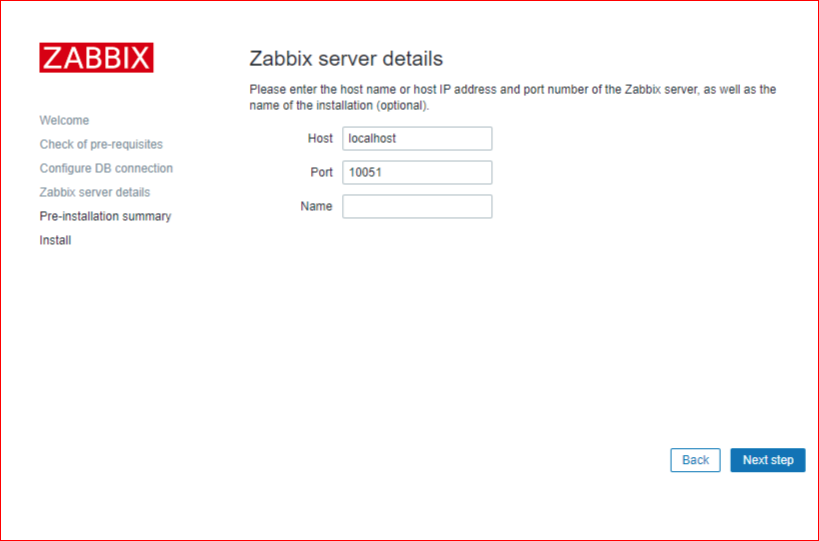 ZABBIX
Welcome
Check of pre-requisites
Configure DB connection
Zabbix server details
Pre-installation summary
Install
Zabbix server details
Please enter the host name or host IP address and port number of the Zabbix server, as well as the
name of the installation (optional).
Host localhost
Port 10051
Name
Back Next step